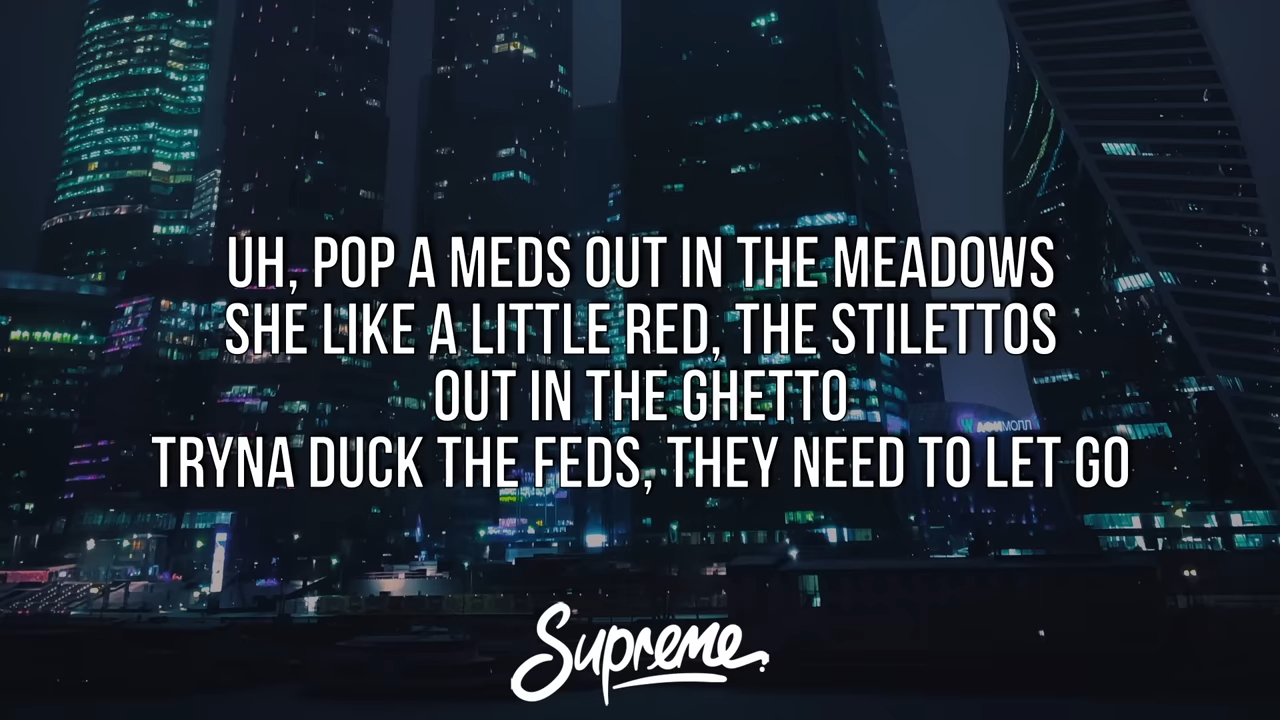 UH, POP A MEDS OUT IN THE MEADOWS
SHE LIKE A LITTLE RED, THE STILETTOS
OUT IN THE GHETTO
TRYNA DUCK THE FEDS, THEY NEED TO LET GO
АФИМОЛЛ
Supreme